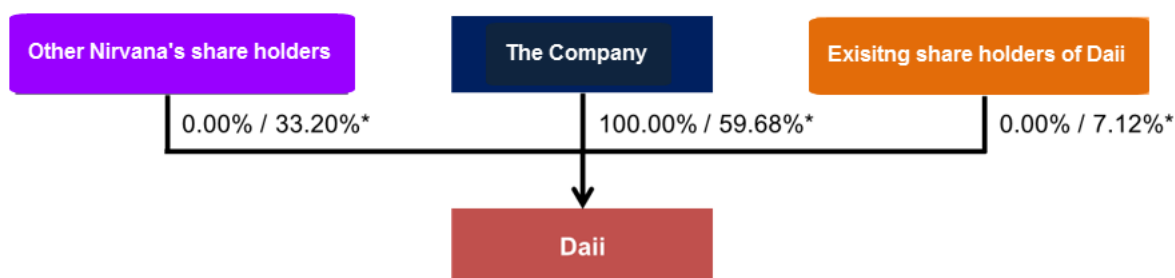 Other Nirvana's share holders
The Company
Exisitng share holders of Daii
0.00% / 33.20%*
100.00% / 59.68%*
0.00% / 7.12%*
Daii